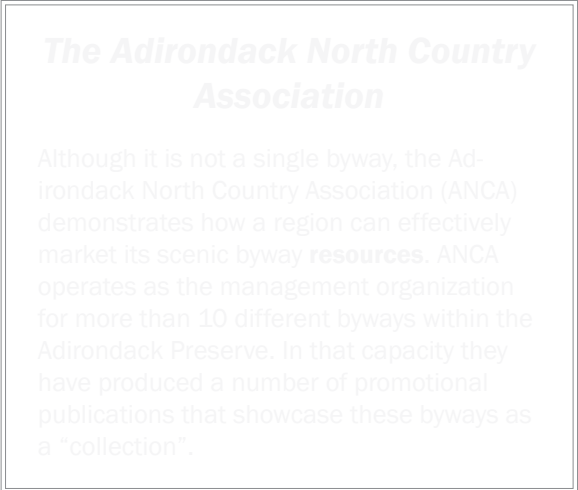 The Adirondack North Country
Association
Although it is not a single byway, the Ad-
irondack North Country Association (ANCA)
demonstrates how a region can effectively
market its scenic byway resources. ANCA
operates as the management organization
for more than 10 different byways within the
Adirondack Preserve. In that capacity they
have produced a number of promotional
publications that showcase these byways as
a “collection”.